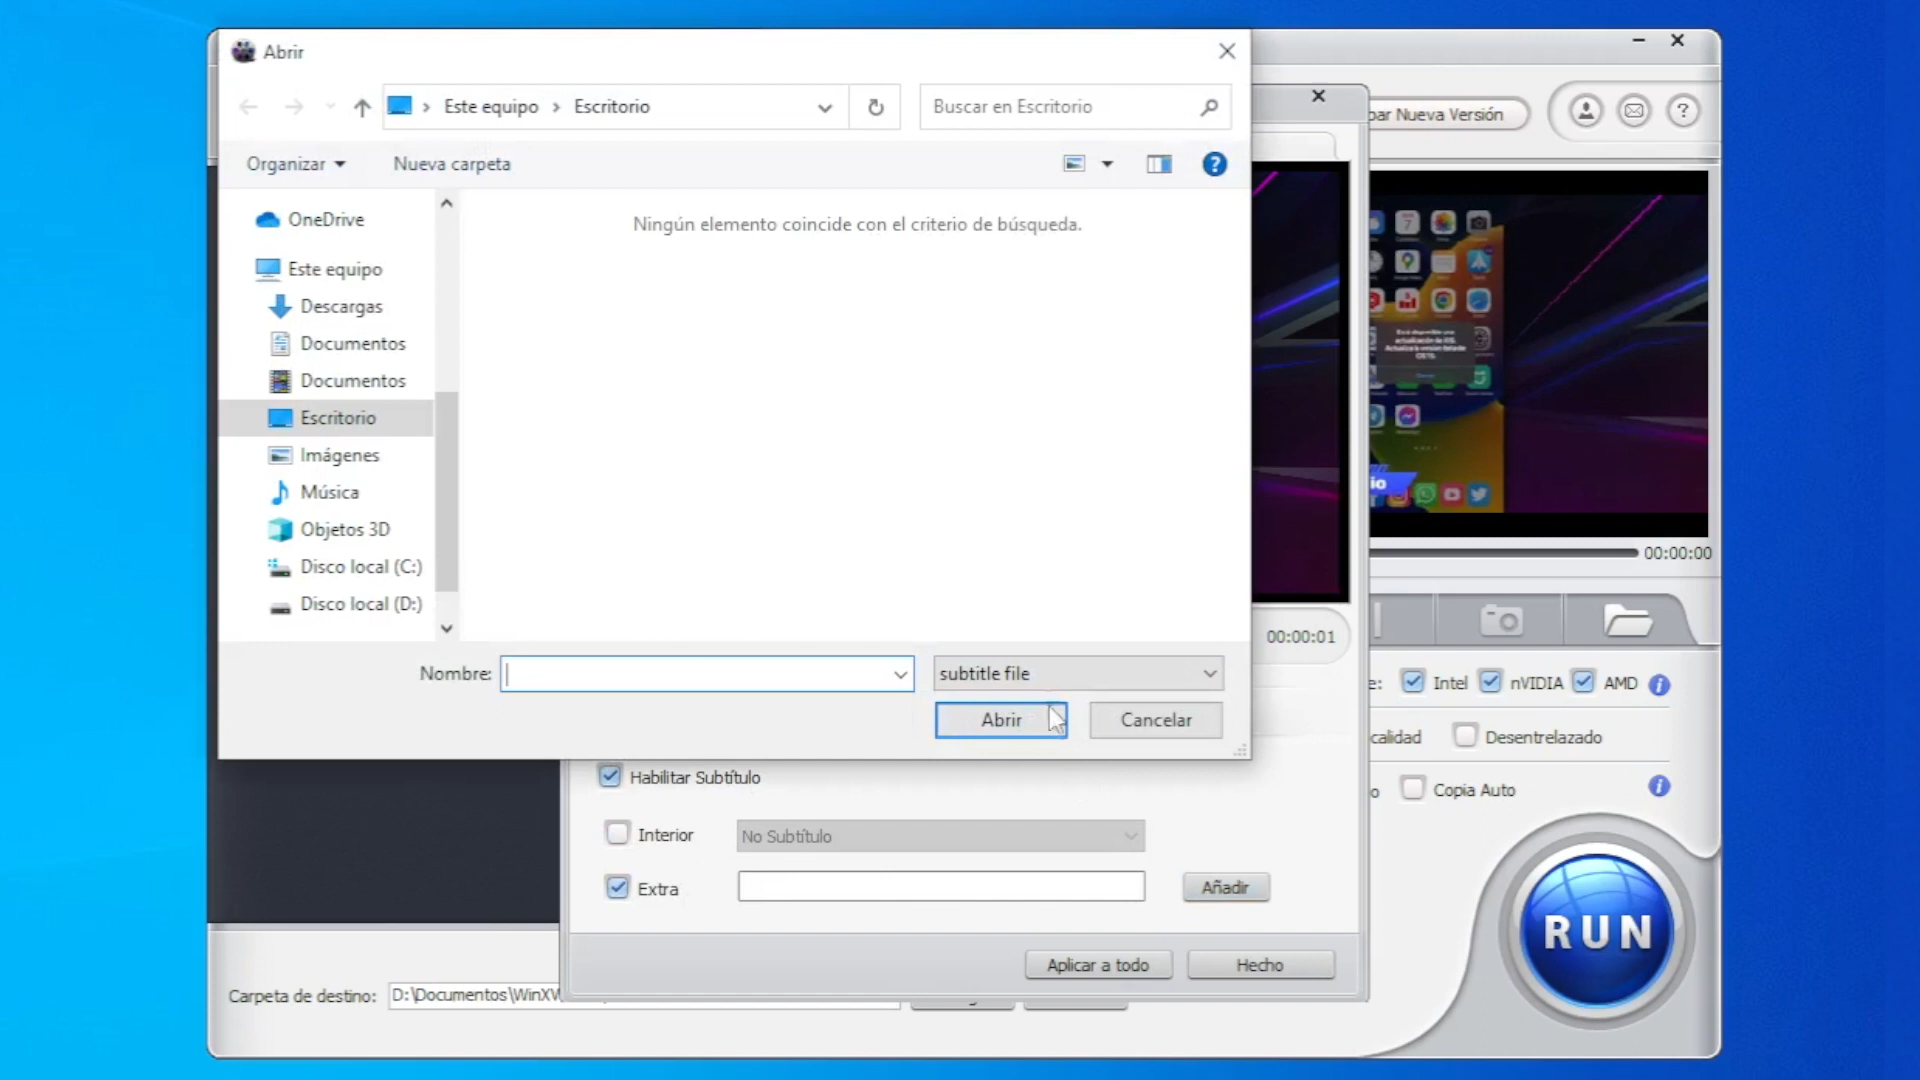 Abrir
Este equipo > Escritorio
Buscar en Escritorio
Organizar
Nueva carpeta
Ningún elemento coincide con el criterio de búsqueda.
OneDrive
Este equipo
Descargas
Documentos
Documentos
Escritorio
Imágenes
Música
Objetos 3D
Disco local (C:)
Disco local (D:)
Nombre:
subtitle file
Abrir
Cancelar
Nueva Versión
?
00:00:00
00:00:01
Intel
nVIDIA
AMD
Desentrelazado
Copia Auto
Habilitar Subtítulo
Interior
No Subtítulo
Extra
Añadir
Aplicar a todo
Hecho
Carpeta de destino:
D:\Documentos\WinXV
RUN